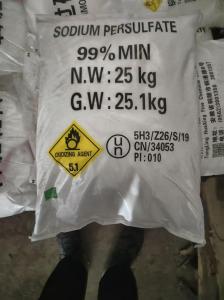 SODIUM PERSULFATE
99% MIN
N.W: 25 kg
G.W: 25.1kg
OXIDIZING AGENT
5.1
un
5H3/Z26/S/19
CN/34053
PI: 010